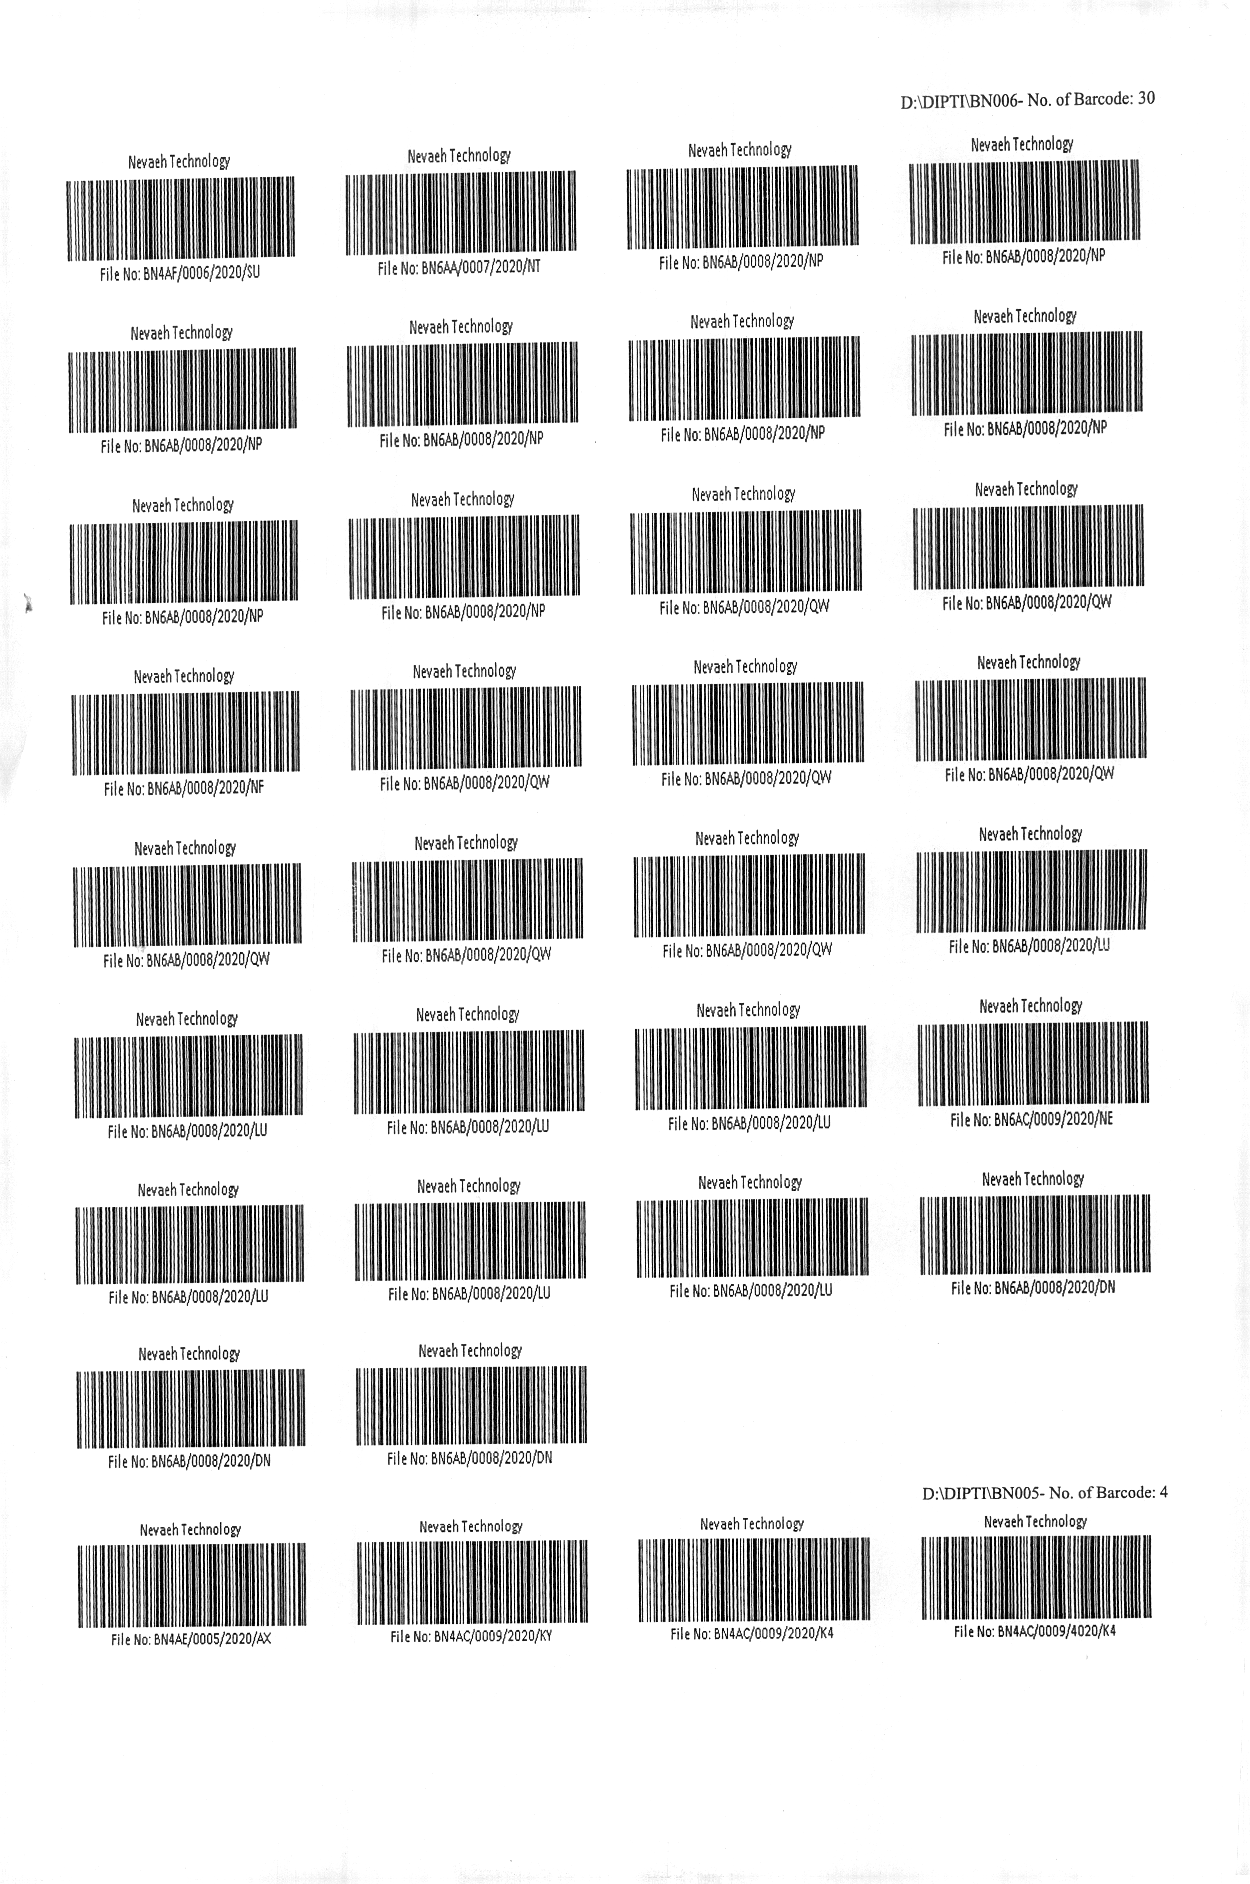 D:\DIPTI\BN006- No. of Barcode: 30
Nevaeh Technology Nevaeh Technology Nevaeh Technology Nevaeh Technology
File No: BN4AF/0006/2020/SU File No: BN6AA/0007/2020/NT File No: BN6AB/0008/2020/NP File No: BN6AB/0008/2020/NP
Nevaeh Technology Nevaeh Technology Nevaeh Technology Nevaeh Technology
File No: BN6AB/0008/2020/NP File No: BN6AB/0008/2020/NP File No: BN6AB/0008/2020/NP File No: BN6AB/0008/2020/NP
Nevaeh Technology Nevaeh Technology Nevaeh Technology Nevaeh Technology
File No: BN6AB/0008/2020/NP File No: BN6AB/0008/2020/NP File No: BN6AB/0008/2020/QW File No: BN6AB/0008/2020/QW
Nevaeh Technology Nevaeh Technology Nevaeh Technology Nevaeh Technology
File No: BN6AB/0008/2020/NF File No: BN6AB/0008/2020/QW File No: BN6AB/0008/2020/QW File No: BN6AB/0008/2020/QW
Nevaeh Technology Nevaeh Technology Nevaeh Technology Nevaeh Technology
File No: BN6AB/0008/2020/QW File No: BN6AB/0008/2020/QW File No: BN6AB/0008/2020/QW File No: BN6AB/0008/2020/LU
Nevaeh Technology Nevaeh Technology Nevaeh Technology Nevaeh Technology
File No: BN6AB/0008/2020/LU File No: BN6AB/0008/2020/LU File No: BN6AB/0008/2020/LU File No: BN6AC/0009/2020/NE
Nevaeh Technology Nevaeh Technology Nevaeh Technology Nevaeh Technology
File No: BN6AB/0008/2020/LU File No: BN6AB/0008/2020/LU File No: BN6AB/0008/2020/LU File No: BN6AB/0008/2020/DN
Nevaeh Technology Nevaeh Technology
File No: BN6AB/0008/2020/DN File No: BN6AB/0008/2020/DN
D:\DIPTI\BN005- No. of Barcode: 4
Nevaeh Technology Nevaeh Technology Nevaeh Technology Nevaeh Technology
File No: BN4AE/0005/2020/AX File No: BN4AC/0009/2020/KY File No: BN4AC/0009/2020/K4 File No: BN4AC/0009/4020/K4